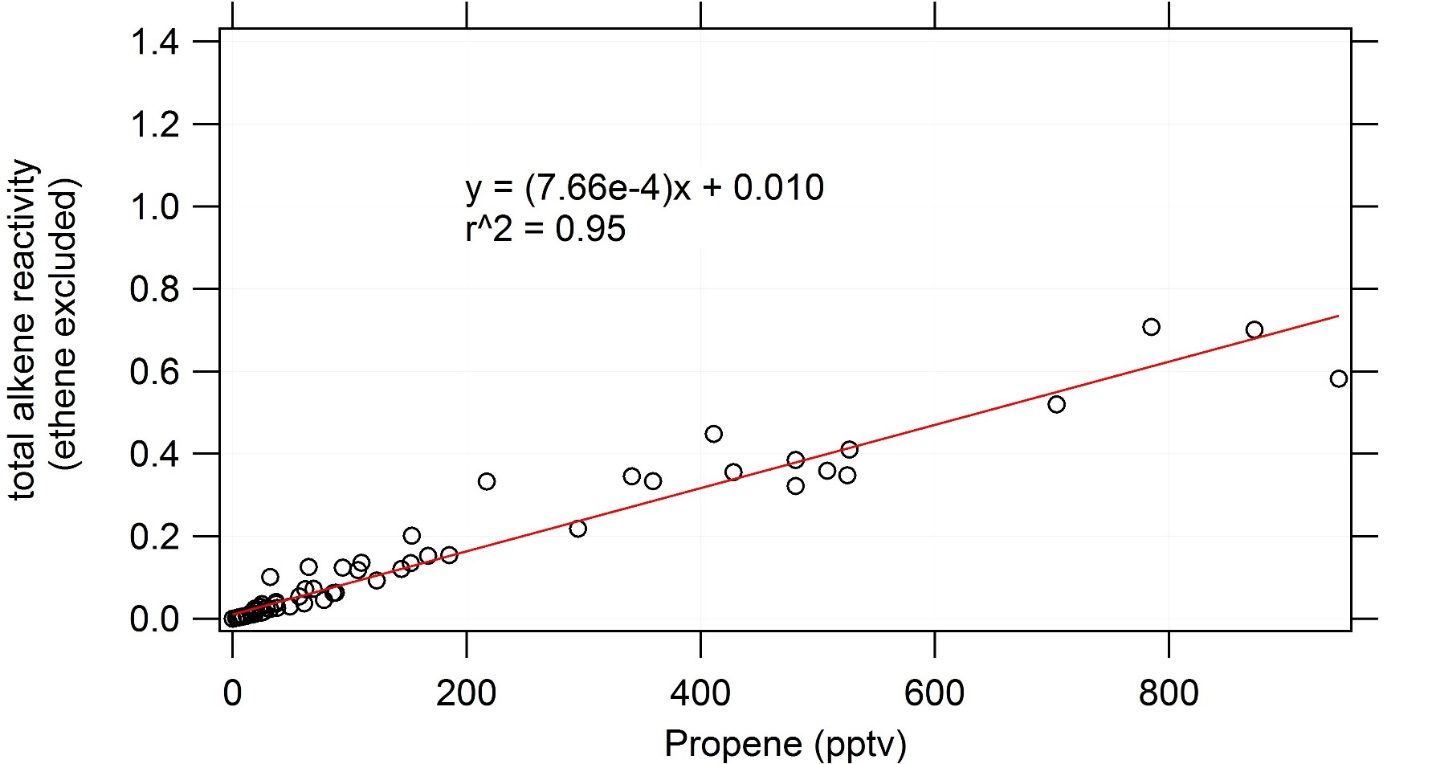 1.4
1.2
1.0
0.8
0.6
0.4
0.2
0.0
total alkene reactivity
(ethene excluded)
y = (7.66e-4)x + 0.010
r^2 = 0.95
0 200 400 600 800
Propene (pptv)